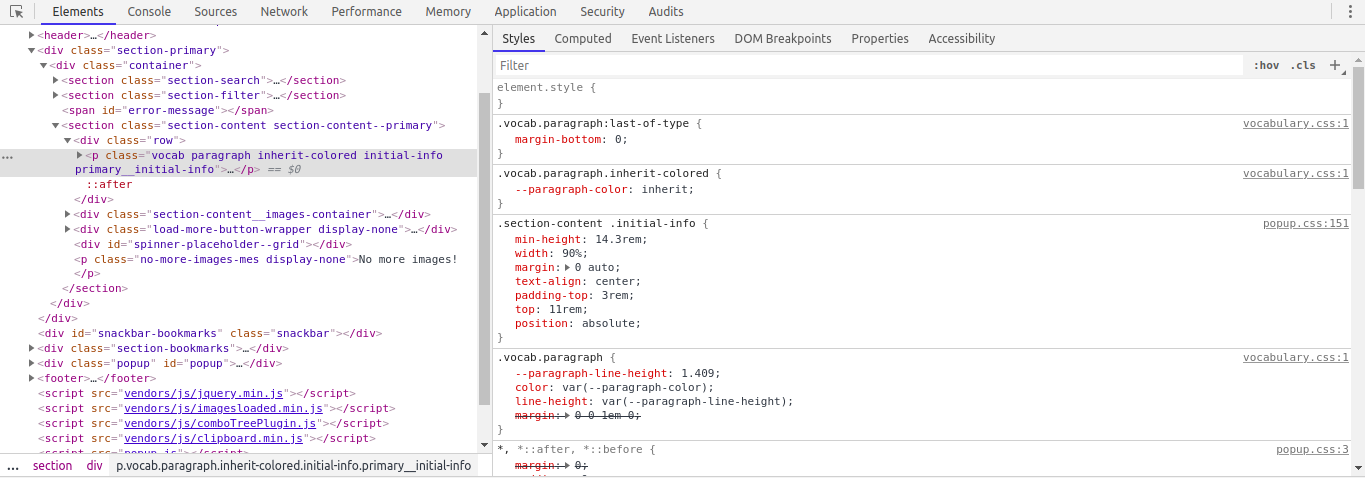 Elements Console Sources Network Performance Memory Application Security Audits
<header>…</header>
<div class="section-primary">
<div class="container">
<section class="section-search">…</section>
<section class="section-filter">…</section>
<span id="error-message"></span>
<section class="section-content section-content--primary">
<div class="row">
… <p class="vocab paragraph inherit-colored initial-info
primary__initial-info">…</p> == $0
::after
</div>
<div class="section-content__images-container">…</div>
<div class="load-more-button-wrapper display-none">…</div>
<div id="spinner-placeholder--grid"></div>
<p class="no-more-images-mes display-none">No more images!
</p>
</section>
</div>
</div>
<div id="snackbar-bookmarks" class="snackbar"></div>
<div class="section-bookmarks">…</div>
<div class="popup" id="popup">…</div>
<footer>…</footer>
<script src="vendors/js/jquery.min.js"></script>
<script src="vendors/js/imagesloaded.min.js"></script>
<script src="vendors/js/comboTreePlugin.js"></script>
<script src="vendors/js/clipboard.min.js"></script>
<script src="popup.js"></script>
… section div p.vocab.paragraph.inherit-colored.initial-info.primary__initial-info
Styles Computed Event Listeners DOM Breakpoints Properties Accessibility
Filter :hov .cls +
element.style {
}
.vocab.paragraph:last-of-type { vocabulary.css:1
margin-bottom: 0;
}
.vocab.paragraph.inherit-colored { vocabulary.css:1
--paragraph-color: inherit;
}
.section-content .initial-info { popup.css:151
min-height: 14.3rem;
width: 90%;
margin: 0 auto;
text-align: center;
padding-top: 3rem;
top: 11rem;
position: absolute;
}
.vocab.paragraph { vocabulary.css:1
--paragraph-line-height: 1.409;
color: var(--paragraph-color);
line-height: var(--paragraph-line-height);
margin: 0 0 1em 0;
}
*, *::after, *::before { popup.css:3
margin: 0;